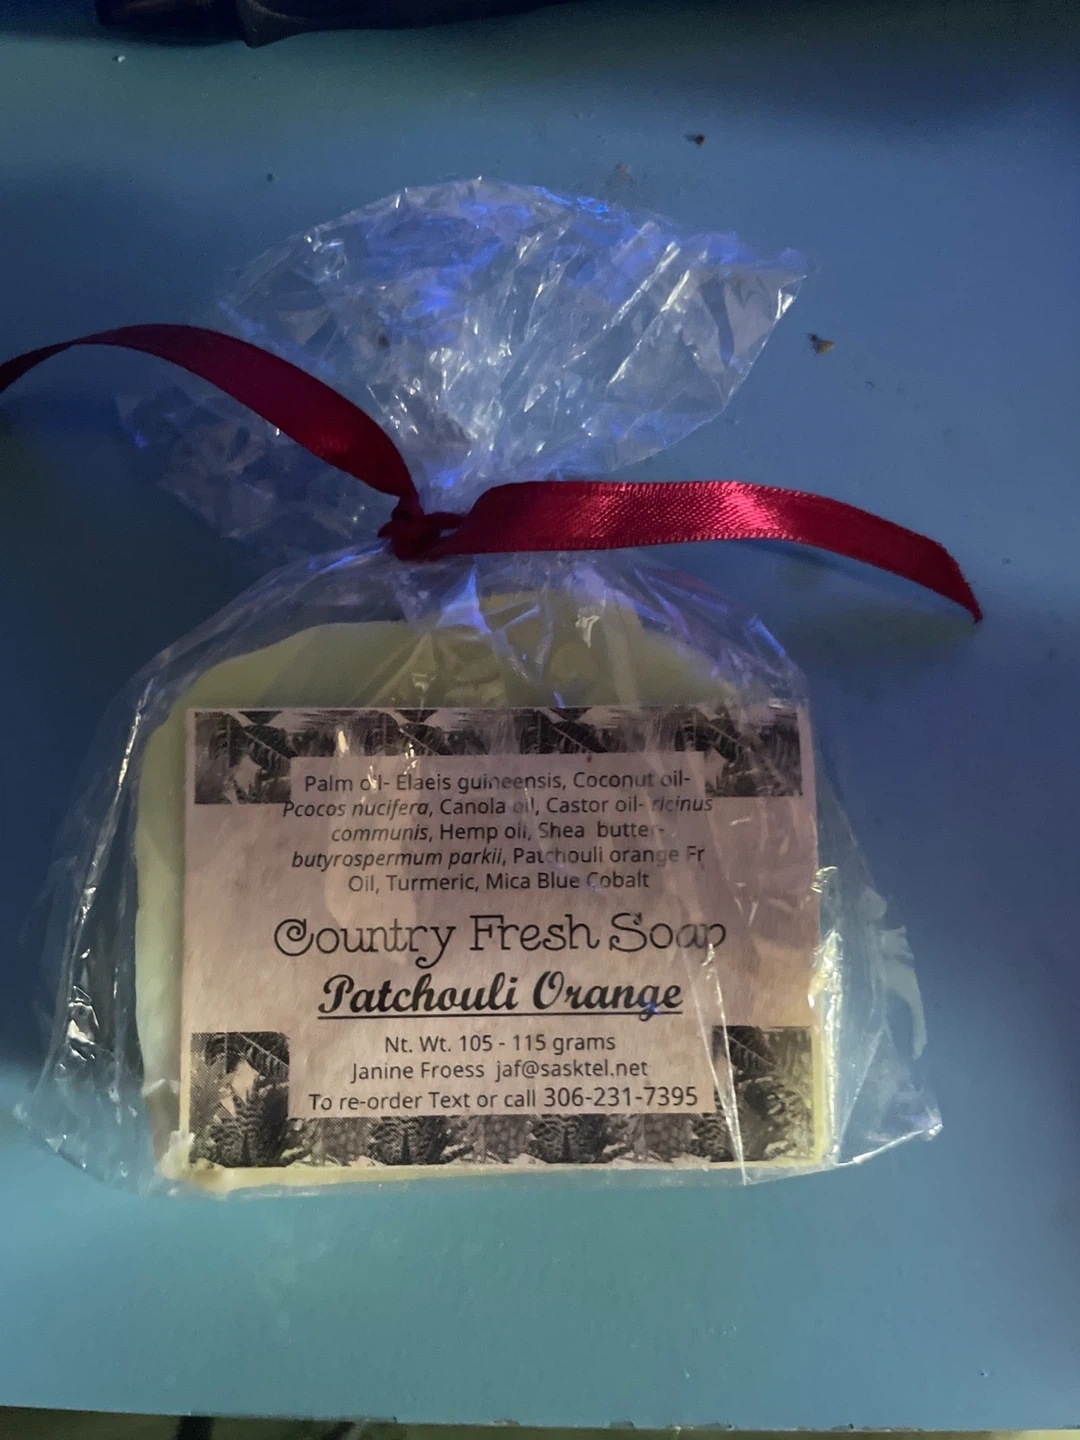 Palm oil- Elaeis guineensis, Coconut oil-
Pcocos nucifera, Canola oil, Castor oil- ricinus
communis, Hemp oil, Shea butter-
butyrospermum parkii, Patchouli orange Fr
Oil, Turmeric, Mica Blue Cobalt
Country Fresh Soap
Patchouli Orange
Nt. Wt. 105 - 115 grams
Janine Froess jaf@sasktel.net
To re-order Text or call 306-231-7395